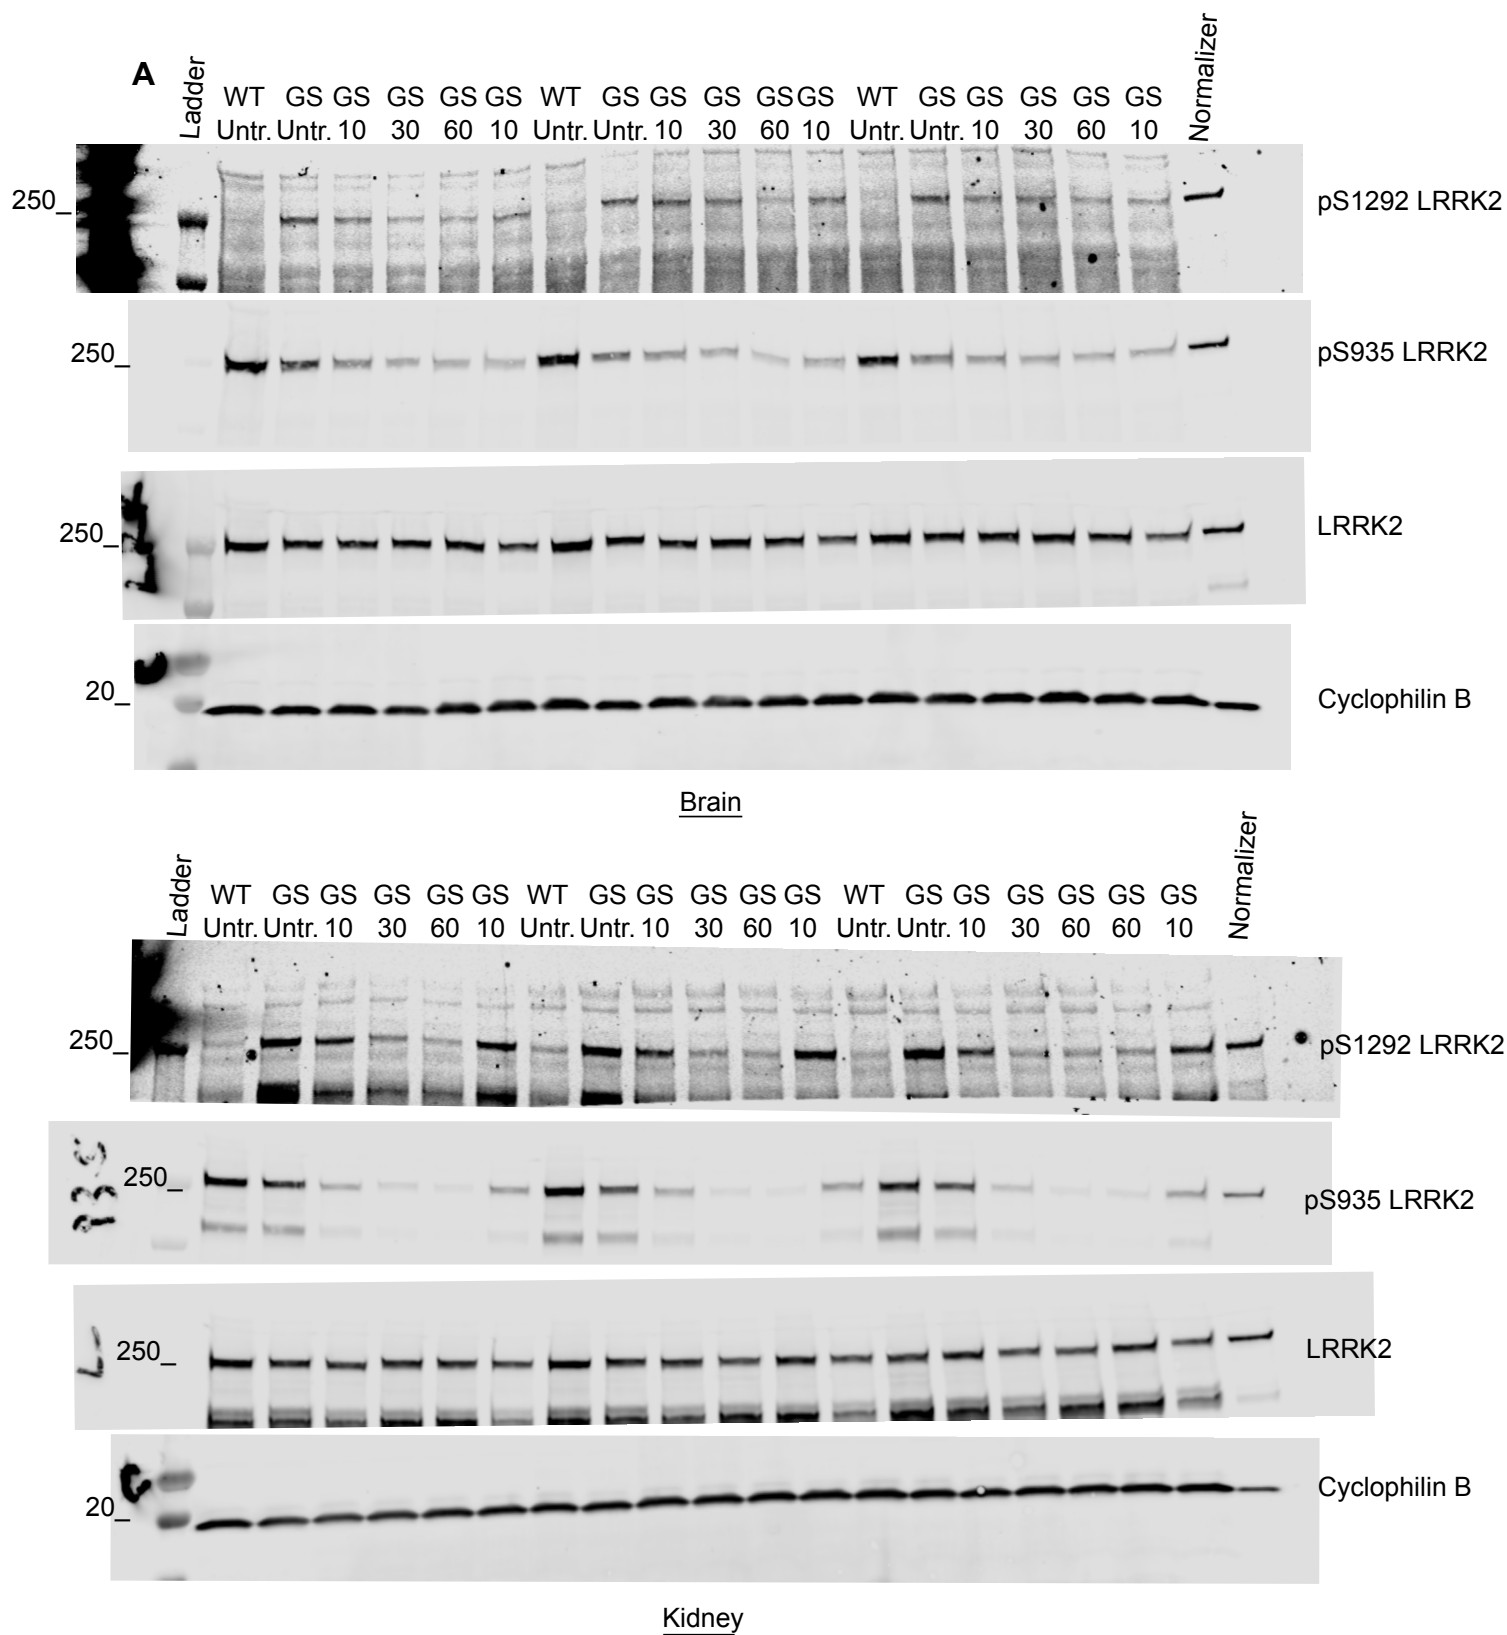 A
Ladder WT GS GS GS GS GS WT GS GS GS GS GS WT GS GS GS GS GS Normalizer
Untr. Untr. 10 30 60 10 Untr. Untr. 10 30 60 10 Untr. Untr. 10 30 60 10
250_ pS1292 LRRK2
250_ pS935 LRRK2
250_ LRRK2
20_ Cyclophilin B
Brain
Ladder WT GS GS GS GS GS WT GS GS GS GS GS WT GS GS GS GS GS GS Normalizer
Untr. Untr. 10 30 60 10 Untr. Untr. 10 30 60 10 Untr. Untr. 10 30 60 60 10
250_ pS1292 LRRK2
250_ pS935 LRRK2
250_ LRRK2
20_ Cyclophilin B
Kidney